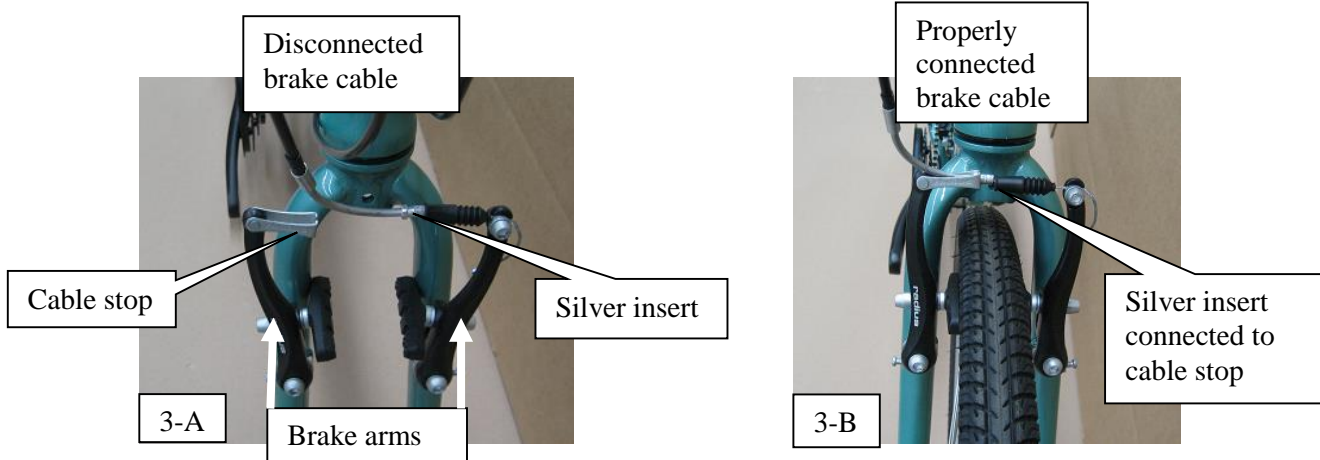 Disconnected
brake cable
Cable stop
Silver insert
3-A
Brake arms
Properly
connected
brake cable
radius
Silver insert
connected to
cable stop
3-B